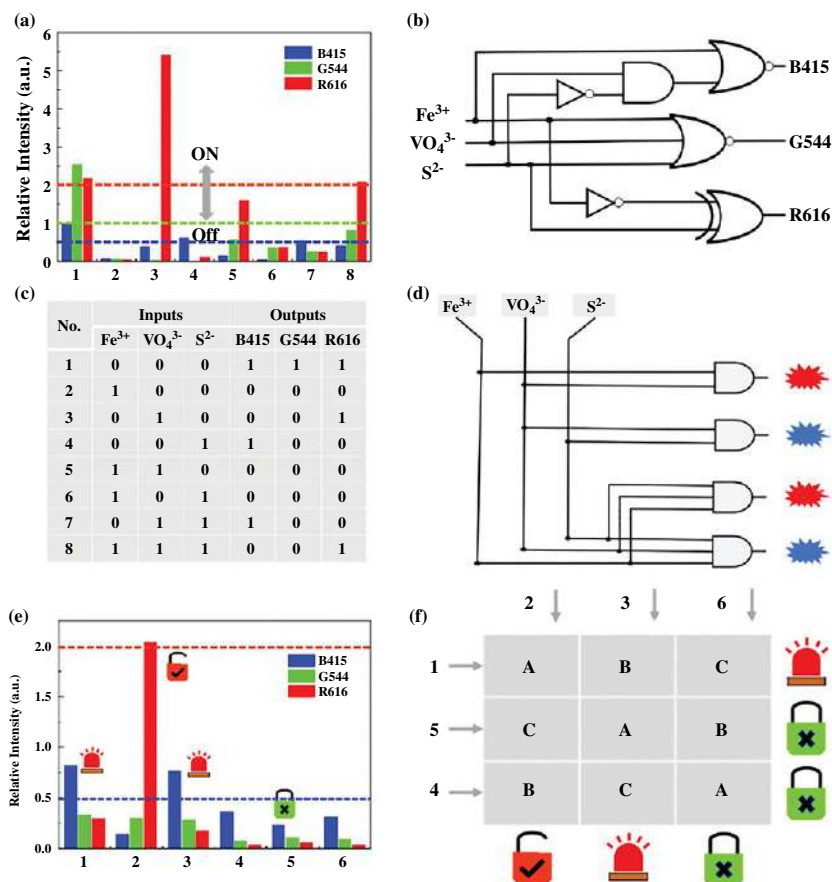 (a)
Relative Intensity (a.u.)
6
5
4
3
2
1
0
B415
G544
R616
ON
Off
1 2 3 4 5 6 7 8
(b)
Fe³⁺
VO₄³⁻
S²⁻
B415
G544
R616
(c)
No. Inputs Outputs
Fe³⁺ VO₄³⁻ S²⁻ B415 G544 R616
1 0 0 0 1 1 1
2 1 0 0 0 0 0
3 0 1 0 0 0 1
4 0 0 1 1 0 0
5 1 1 0 0 0 0
6 1 0 1 0 0 0
7 0 1 1 1 0 0
8 1 1 1 0 0 1
(d)
Fe³⁺ VO₄³⁻ S²⁻
(e)
Relative Intensity (a.u.)
2.0
1.5
1.0
0.5
0.0
B415
G544
R616
1 2 3 4 5 6
(f)
2 3 6
1 A B C
5 C A B
4 B C A